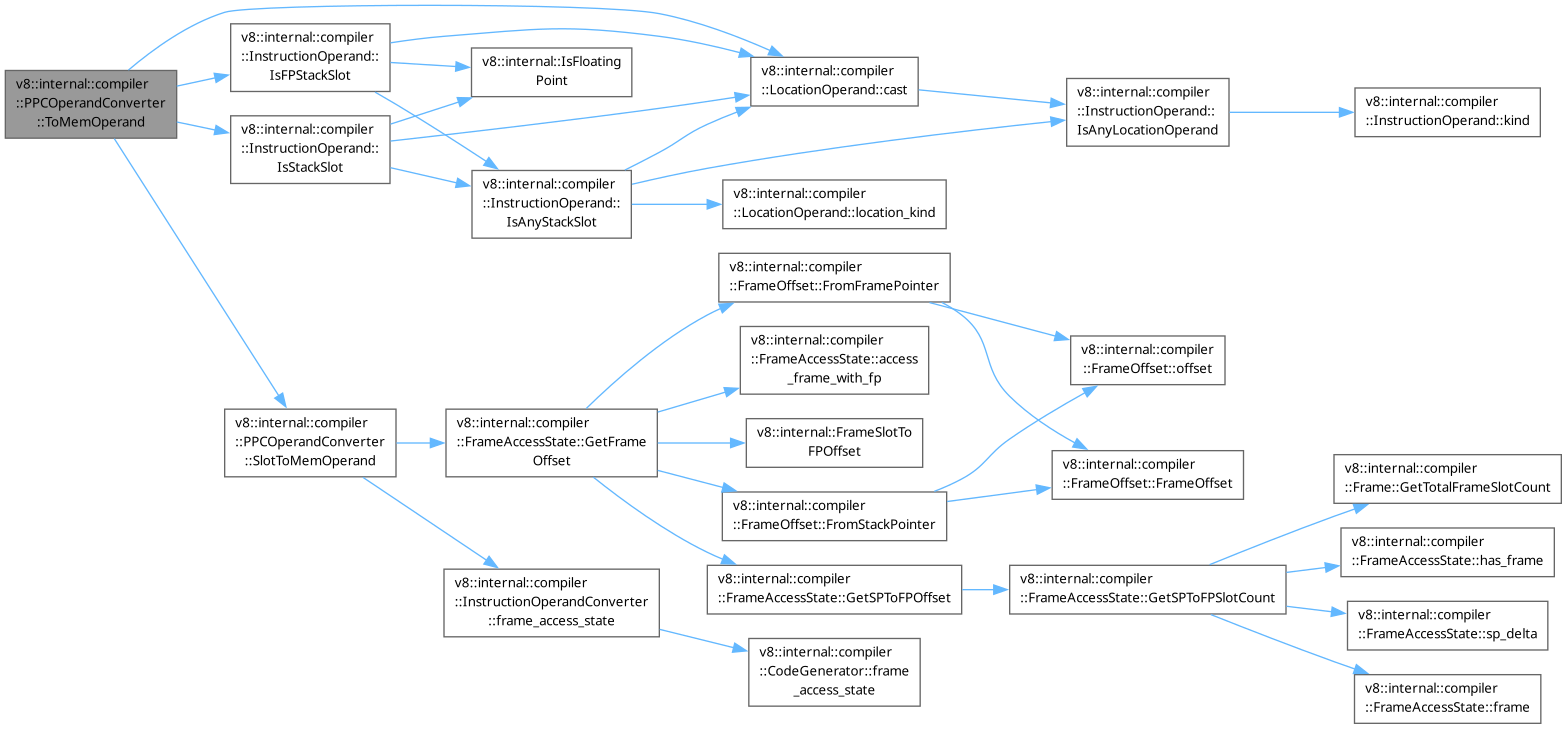 v8::internal::compiler
::PPCOperandConverter
::ToMemOperand
v8::internal::compiler
::InstructionOperand::
IsFPStackSlot
v8::internal::compiler
::InstructionOperand::
IsStackSlot
v8::internal::IsFloating
Point
v8::internal::compiler
::InstructionOperand::
IsAnyStackSlot
v8::internal::compiler
::LocationOperand::cast
v8::internal::compiler
::LocationOperand::location_kind
v8::internal::compiler
::InstructionOperand::
IsAnyLocationOperand
v8::internal::compiler
::InstructionOperand::kind
v8::internal::compiler
::PPCOperandConverter
::SlotToMemOperand
v8::internal::compiler
::FrameAccessState::GetFrame
Offset
v8::internal::compiler
::InstructionOperandConverter
::frame_access_state
v8::internal::compiler
::FrameOffset::FromFramePointer
v8::internal::compiler
::FrameAccessState::access
_frame_with_fp
v8::internal::FrameSlotTo
FPOffset
v8::internal::compiler
::FrameOffset::FromStackPointer
v8::internal::compiler
::FrameAccessState::GetSPToFPOffset
v8::internal::compiler
::CodeGenerator::frame
_access_state
v8::internal::compiler
::FrameOffset::offset
v8::internal::compiler
::FrameOffset::FrameOffset
v8::internal::compiler
::FrameAccessState::GetSPToFPSlotCount
v8::internal::compiler
::Frame::GetTotalFrameSlotCount
v8::internal::compiler
::FrameAccessState::has_frame
v8::internal::compiler
::FrameAccessState::sp_delta
v8::internal::compiler
::FrameAccessState::frame